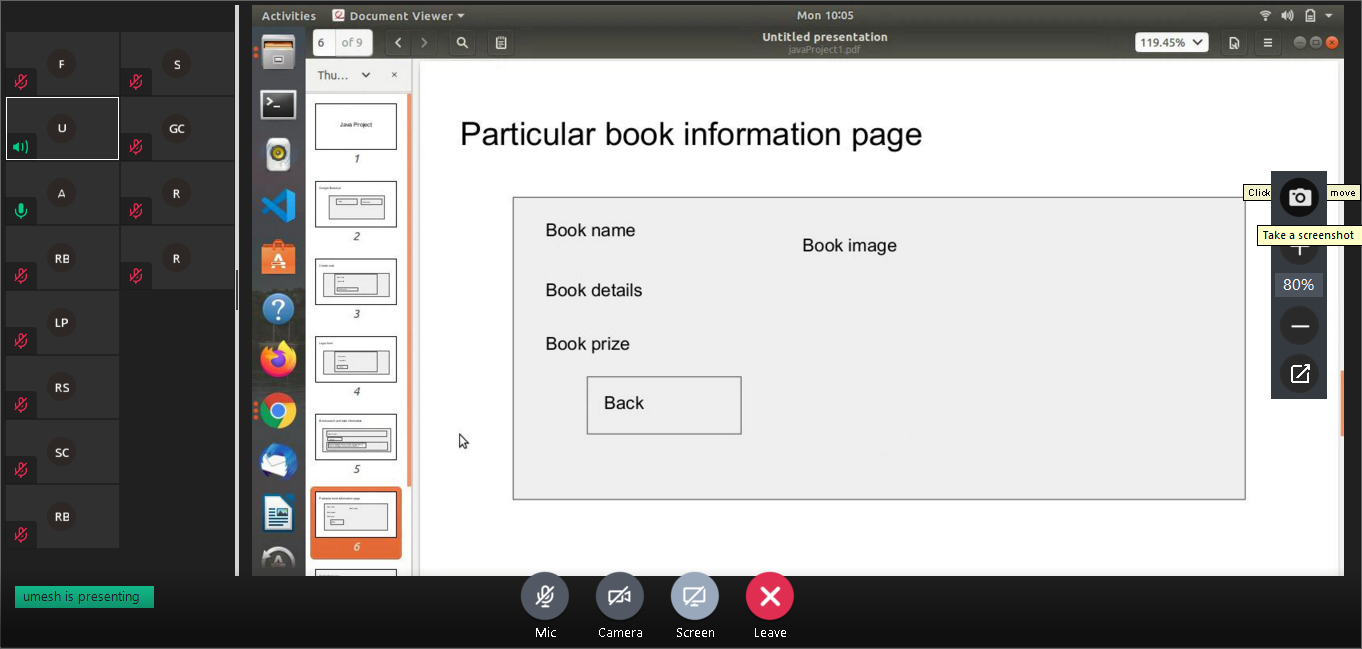 Activities
Document Viewer
Mon 10:05
6 of 9
Untitled presentation
javaProject1.pdf
119.45%
Thu...
F
S
U
GC
A
R
RB
R
LP
RS
SC
RB
Java Project
1
2
3
4
5
6
Particular book information page
Book name
Book image
Book details
Book prize
Back
Click
move
Take a screenshot
80%
umesh is presenting
Mic
Camera
Screen
Leave